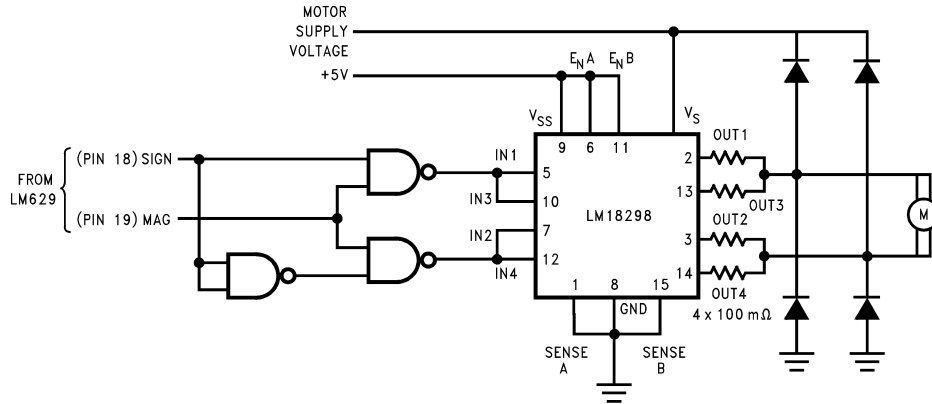 MOTOR
SUPPLY
VOLTAGE
+5V
ENA ENB
VSS
VS
9 6 11
OUT1
(PIN 18) SIGN
IN1
5
2
FROM
LM629
IN3
10
LM18298
13
OUT3
M
(PIN 19) MAG
IN2
7
OUT2
3
12
IN4
14
1 8 15
OUT4
GND
4 x 100 mΩ
SENSE
A
SENSE
B